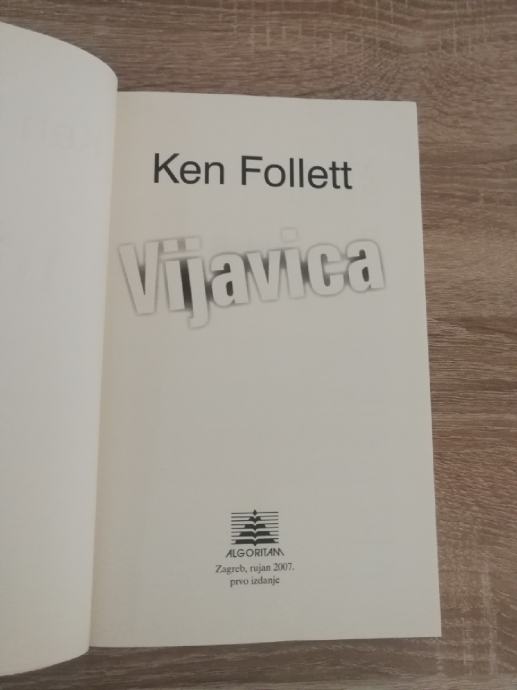 Ken Follett
Vijavica
ALGORITAM
Zagreb, rujan 2007.
prvo izdanje